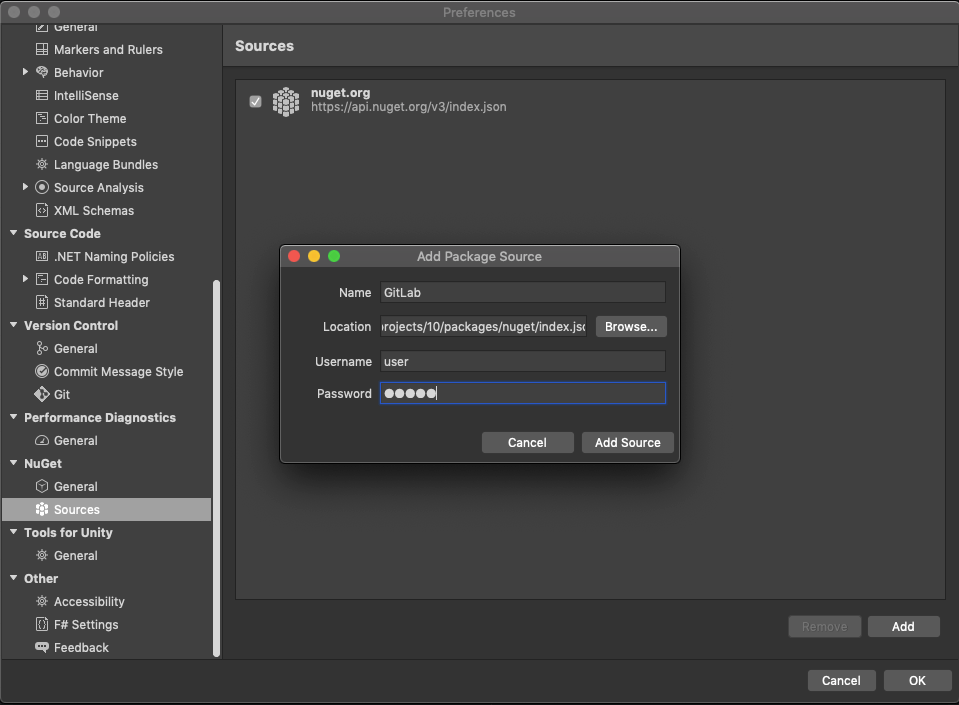 Preferences
General
Markers and Rulers
Behavior
IntelliSense
Color Theme
Code Snippets
Language Bundles
Source Analysis
XML Schemas
Source Code
.NET Naming Policies
Code Formatting
Standard Header
Version Control
General
Commit Message Style
Git
Performance Diagnostics
General
NuGet
General
Sources
Tools for Unity
General
Other
Accessibility
F# Settings
Feedback
Sources
nuget.org
https://api.nuget.org/v3/index.json
Add Package Source
Name GitLab
Location rojects/10/packages/nuget/index.jsc Browse...
Username user
Password ●●●●●
Cancel Add Source
Remove Add
Cancel OK